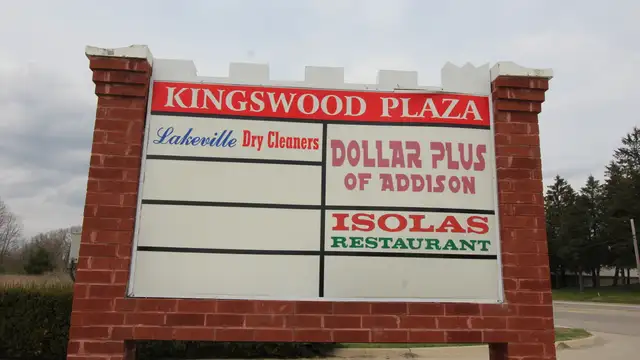 KINGSWOOD PLAZA
Lakeville Dry Cleaners
DOLLAR PLUS
OF ADDISON
ISOLAS
RESTAURANT